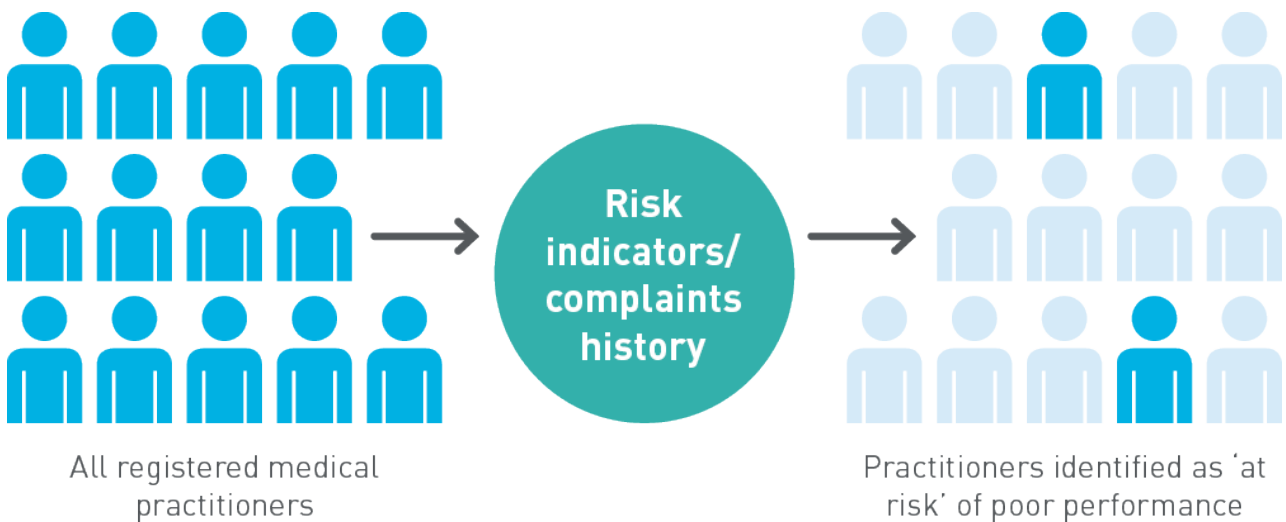 Risk
indicators/
complaints
history
All registered medical
practitioners
Practitioners identified as ‘at
risk’ of poor performance